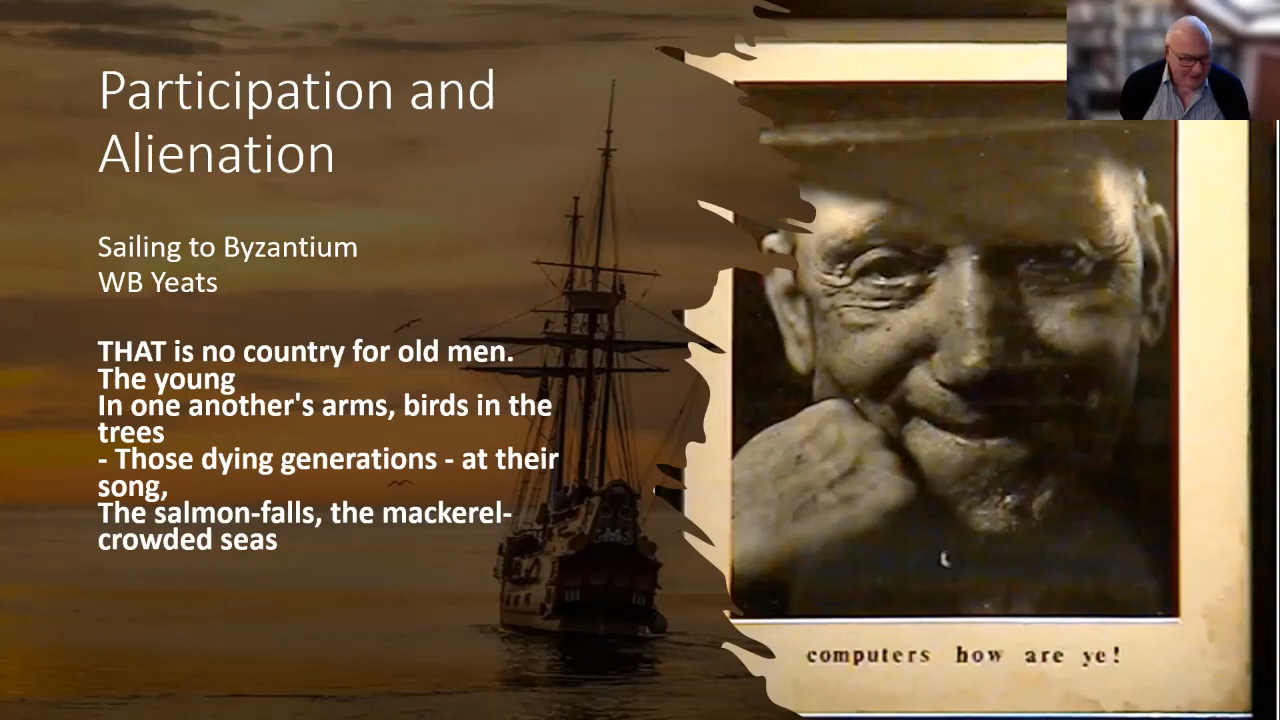 Participation and
Alienation
Sailing to Byzantium
WB Yeats
THAT is no country for old men.
The young
In one another's arms, birds in the
trees
- Those dying generations - at their
song,
The salmon-falls, the mackerel-
crowded seas
computers how are ye!